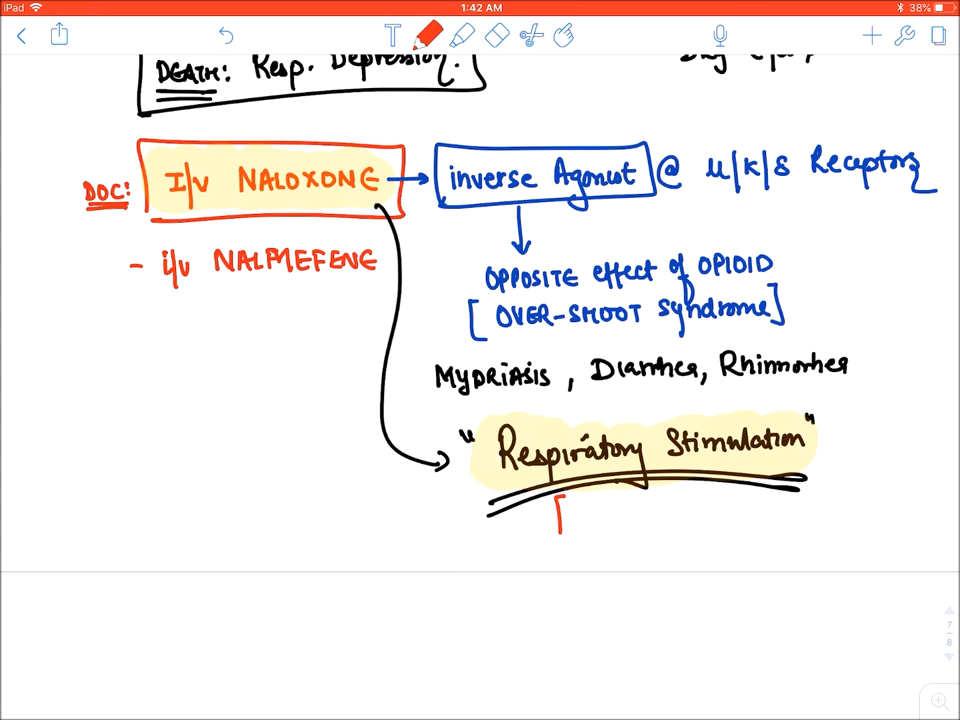 iPad 1:42 AM 38%
T
DEATH: Resp. Depression.
DOC: I/v NALOXONE → inverse Agonist @ μ/κ/δ Receptors
- i/v NALMEFENE
OPPOSITE effect of OPIOID
[OVER-SHOOT Syndrome]
MYDRIASIS, Diarrhea, Rhinnorhea
"Respiratory Stimulation"
7
8